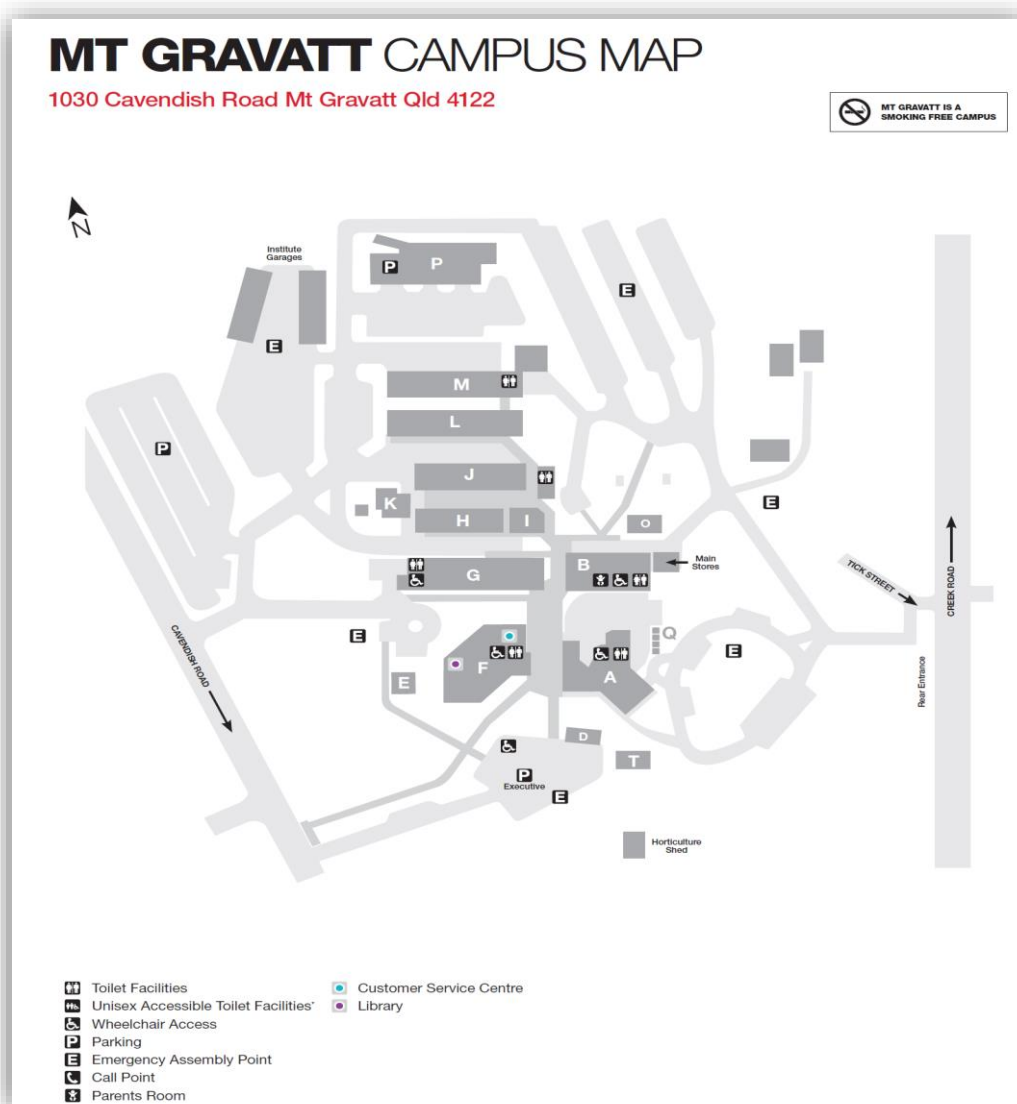 MT GRAVATT CAMPUS MAP
1030 Cavendish Road Mt Gravatt Qld 4122
MT GRAVATT IS A
SMOKING FREE CAMPUS
N
Institute
Garages
P
P
E
E
M
L
P
J
K
H
I
O
E
G
B
Main
Stores
TICK STREET
CREEK ROAD
CAVENDISH ROAD
E
F
Q
E
E
A
Rear Entrance
D
P
Executive
E
T
Horticulture
Shed
Toilet Facilities
Unisex Accessible Toilet Facilities*
Wheelchair Access
P Parking
E Emergency Assembly Point
Call Point
Parents Room
Customer Service Centre
Library